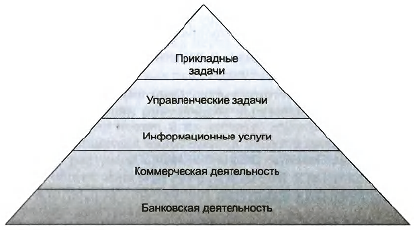 Прикладные
задачи
Управленческие задачи
Информационные услуги
Коммерческая деятельность
Банковская деятельность